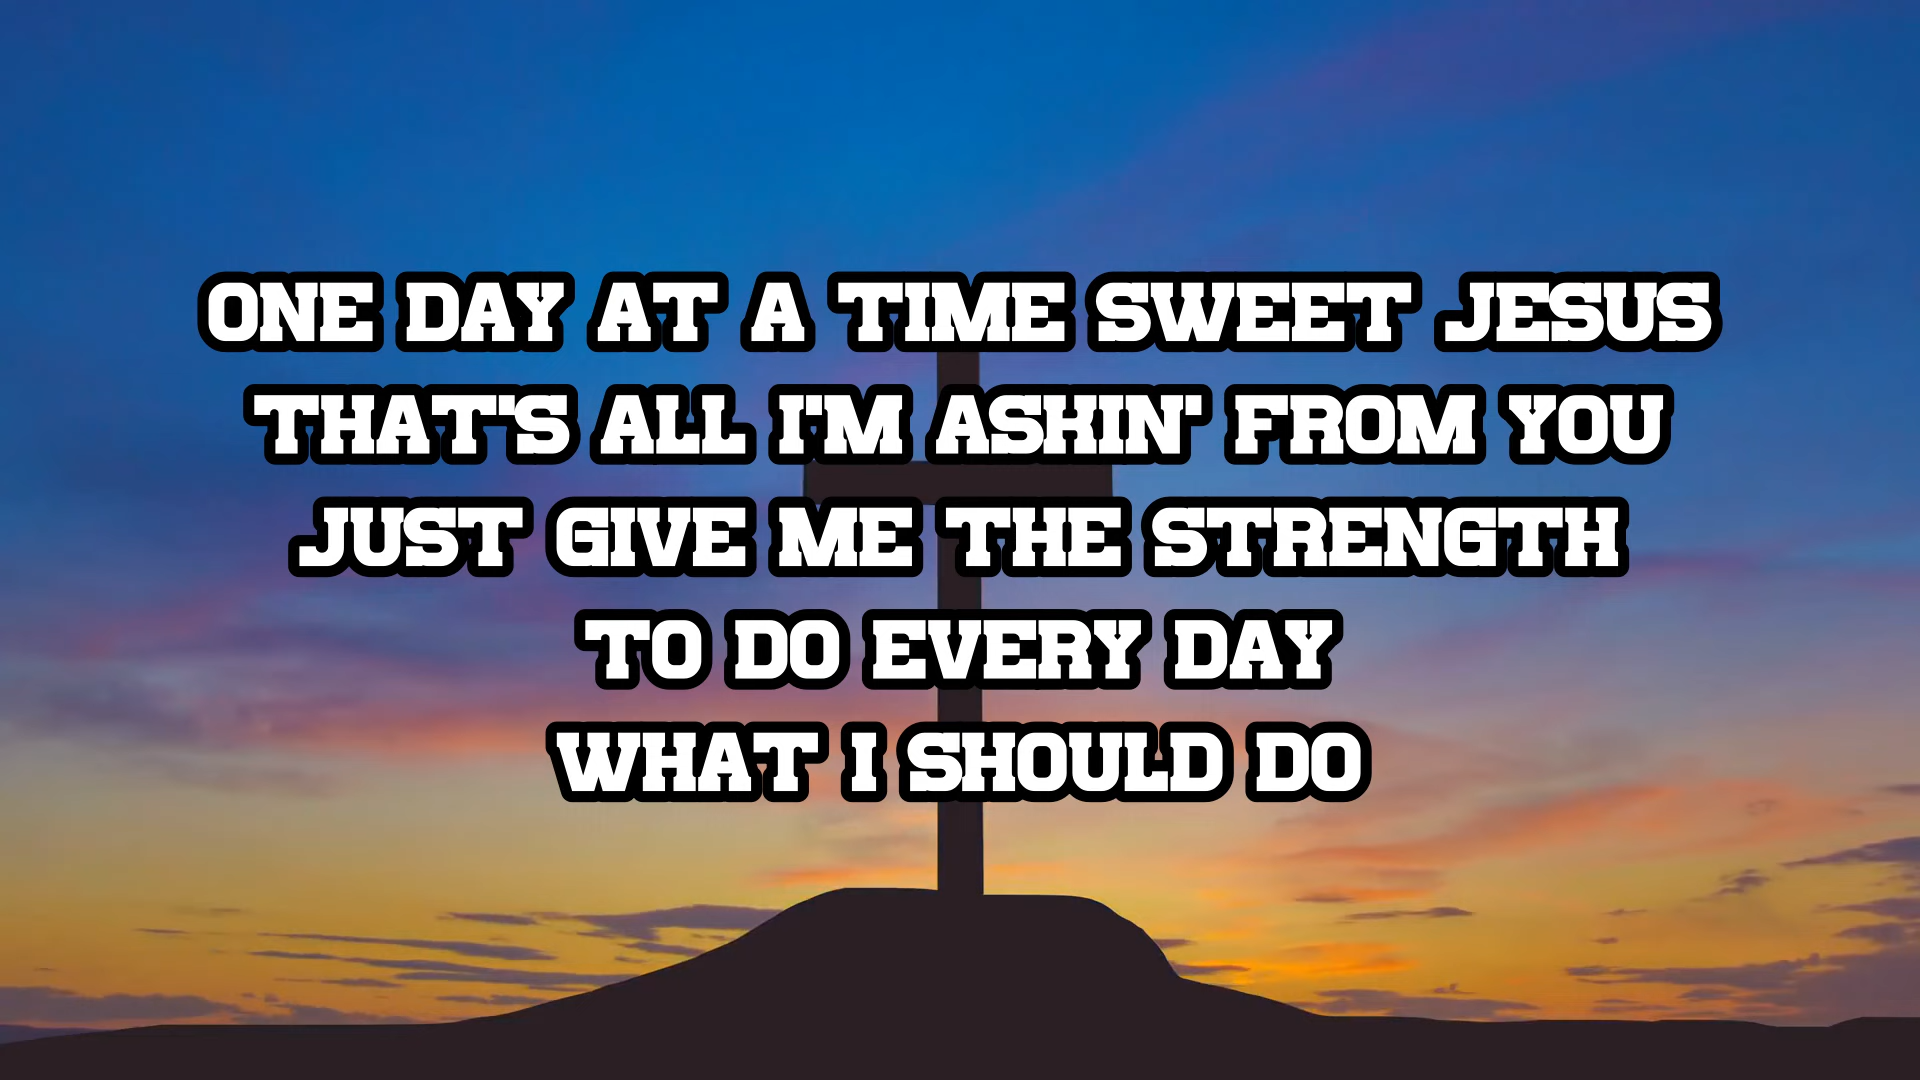 ONE DAY AT A TIME SWEET JESUS
THAT'S ALL I'M ASKIN' FROM YOU
JUST GIVE ME THE STRENGTH
TO DO EVERY DAY
WHAT I SHOULD DO